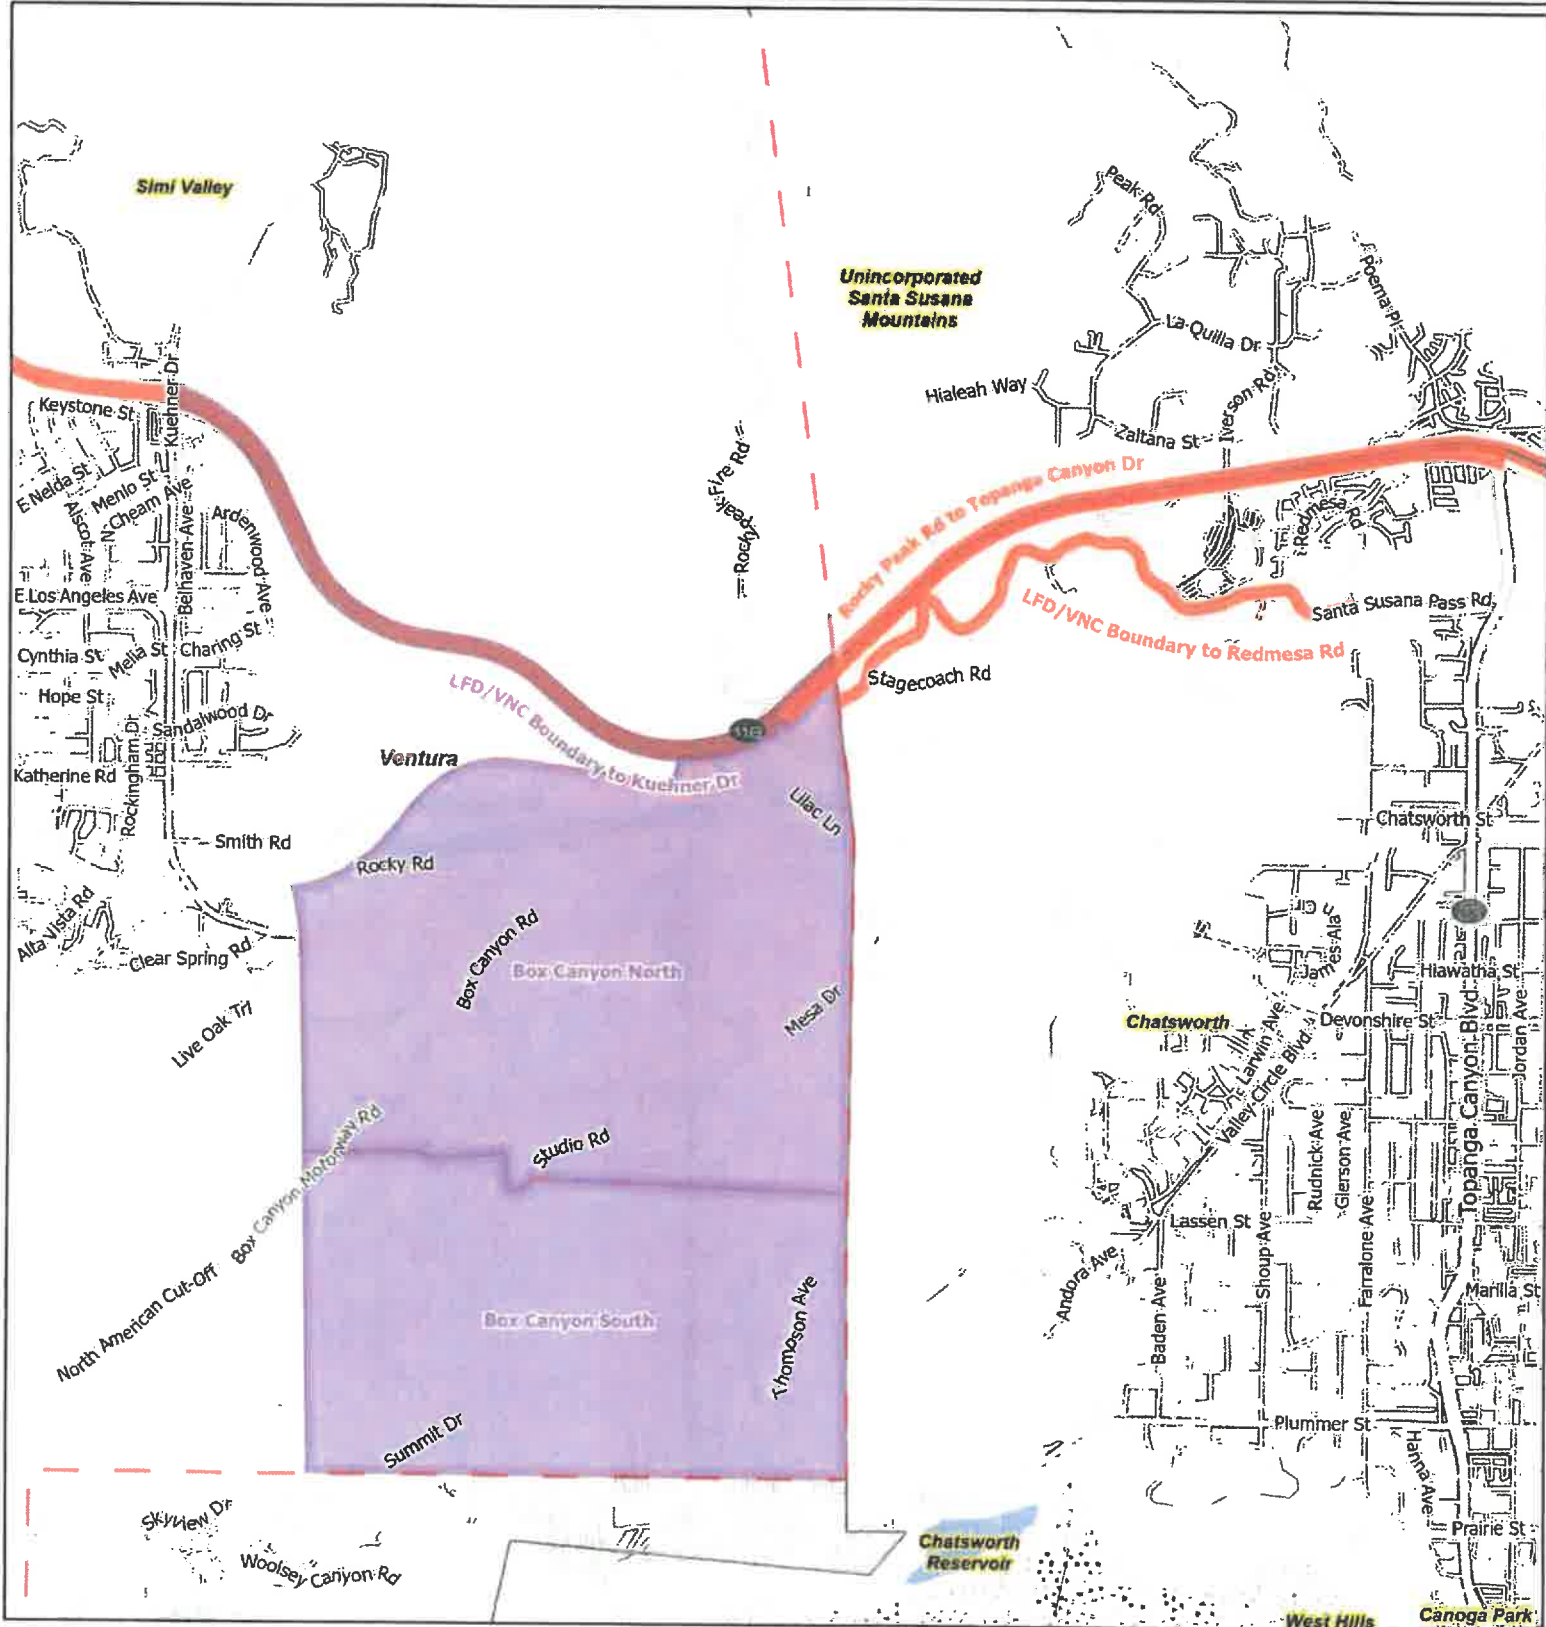 Simi Valley
Unincorporated
Santa Susana
Mountains
Peak Rd
Poema Pl
La Quilla Dr
Hialeah Way
Iverson Rd
Zaltana St
Keystone St
Kuehner Dr
E Nelda St
Menlo St
N Cheam Ave
Alscot Ave
Ardenwood Ave
Belhaven Ave
E Los Angeles Ave
Cynthia St
Melia St
Charing St
Hope St
Sandalwood Dr
Katherine Rd
Rockingham Dr
Smith Rd
Alta Vista Rd
Clear Spring Rd
Live Oak Trl
Rocky Peak Fire Rd
Rocky Peak Rd to Topanga Canyon Dr
Redmesa Rd
LFD/VNC Boundary to Redmesa Rd
Santa Susana Pass Rd
Stagecoach Rd
LFD/VNC Boundary to Kuehner Dr
Ventura
118
Lilac Ln
Rocky Rd
Box Canyon Rd
Box Canyon North
Mesa Dr
Chatsworth St
James Ala
Hiawatha St
Chatsworth
Devonshire St
Larwin Ave
Valley Circle Blvd
Topanga Canyon Blvd
Jordan Ave
Box Canyon Motorway Rd
Studio Rd
Rudnick Ave
Glerson Ave
Lassen St
Shoup Ave
Farralone Ave
Andora Ave
Baden Ave
Marilla St
North American Cut-Off
Box Canyon South
Thomoson Ave
Summit Dr
Plummer St
Hanna Ave
Skyview Dr
Woolsey Canyon Rd
Chatsworth
Reservoir
Prairie St
West Hills
Canoga Park